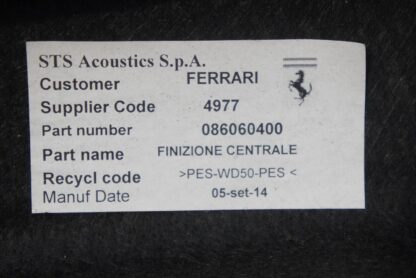 STS Acoustics S.p.A.
Customer FERRARI
Supplier Code 4977
Part number 086060400
Part name FINIZIONE CENTRALE
Recycl code >PES-WD50-PES <
Manuf Date 05-set-14